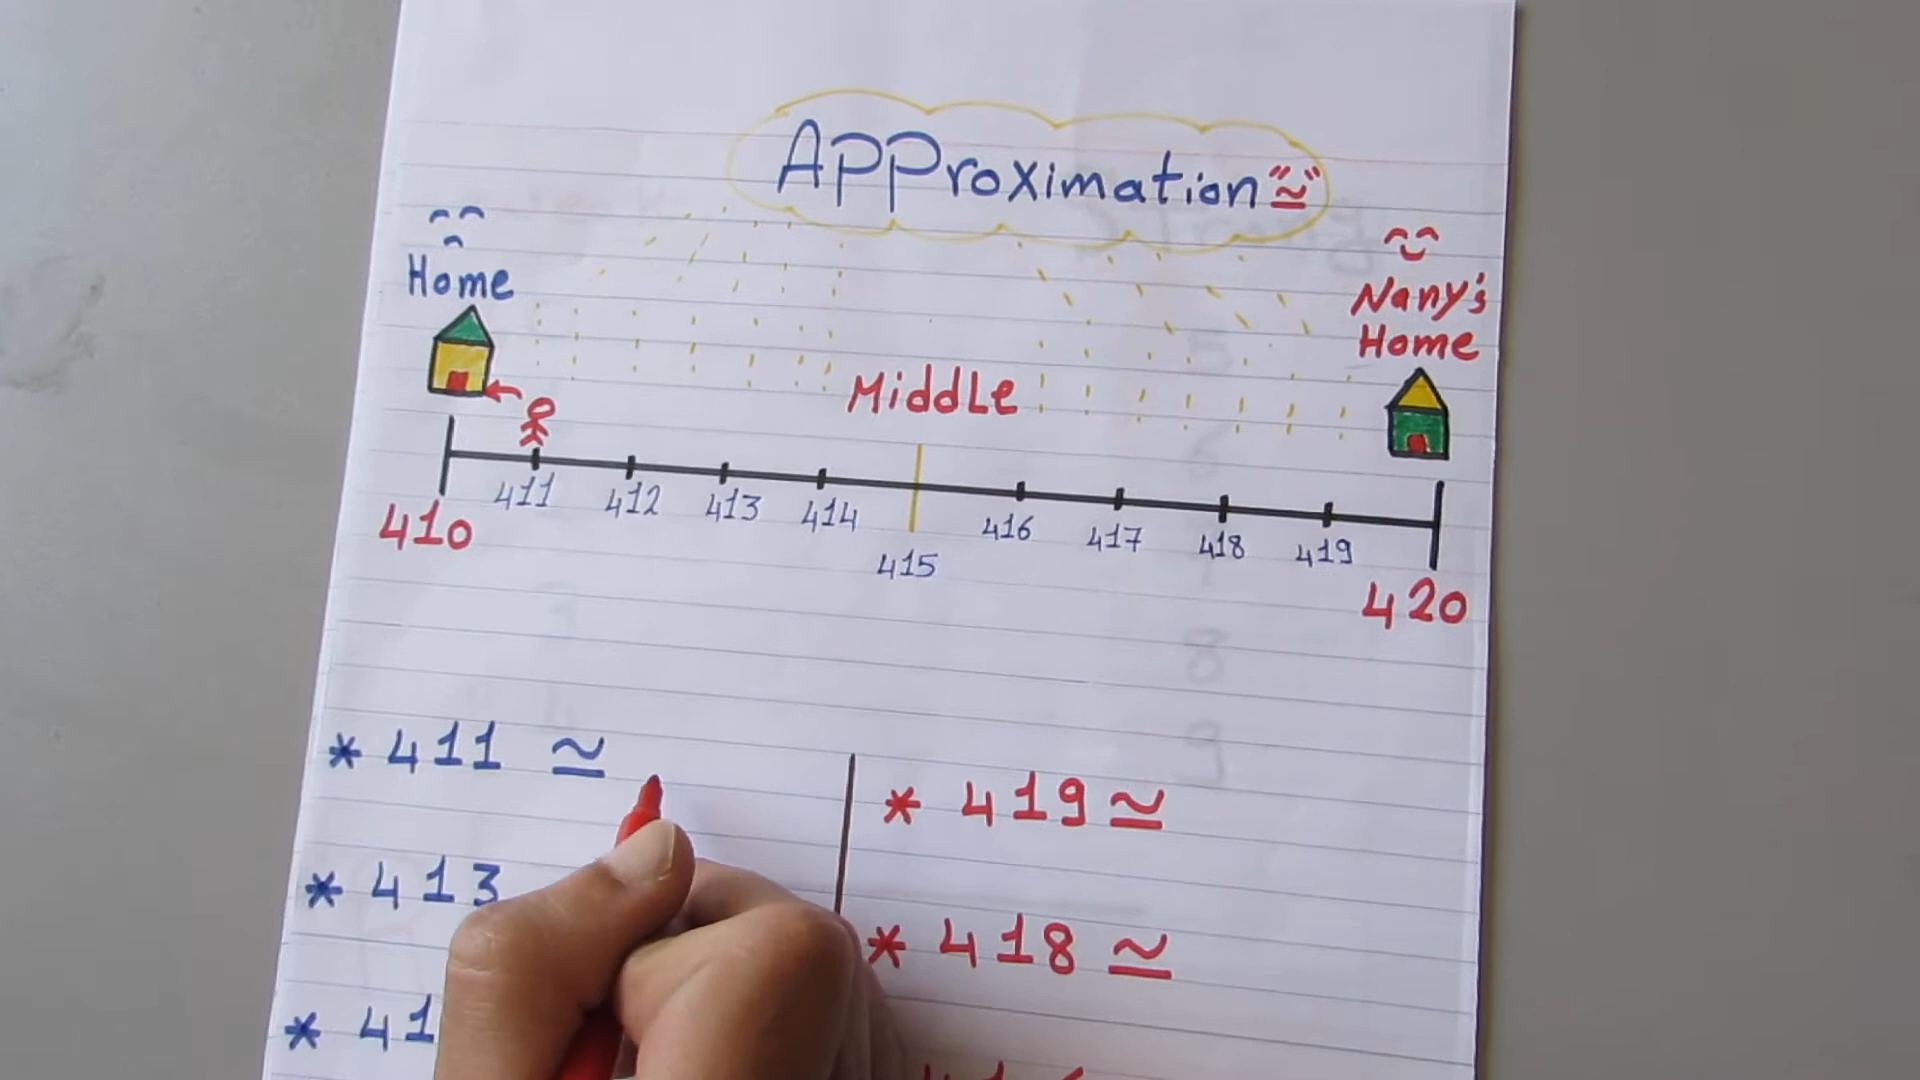 APProximation "≃"
Home
Nany's
Home
Middle
411 412 413 414 416 417 418 419
410 415 420
* 411 ≃
* 419 ≃
* 413
* 418 ≃
* 41